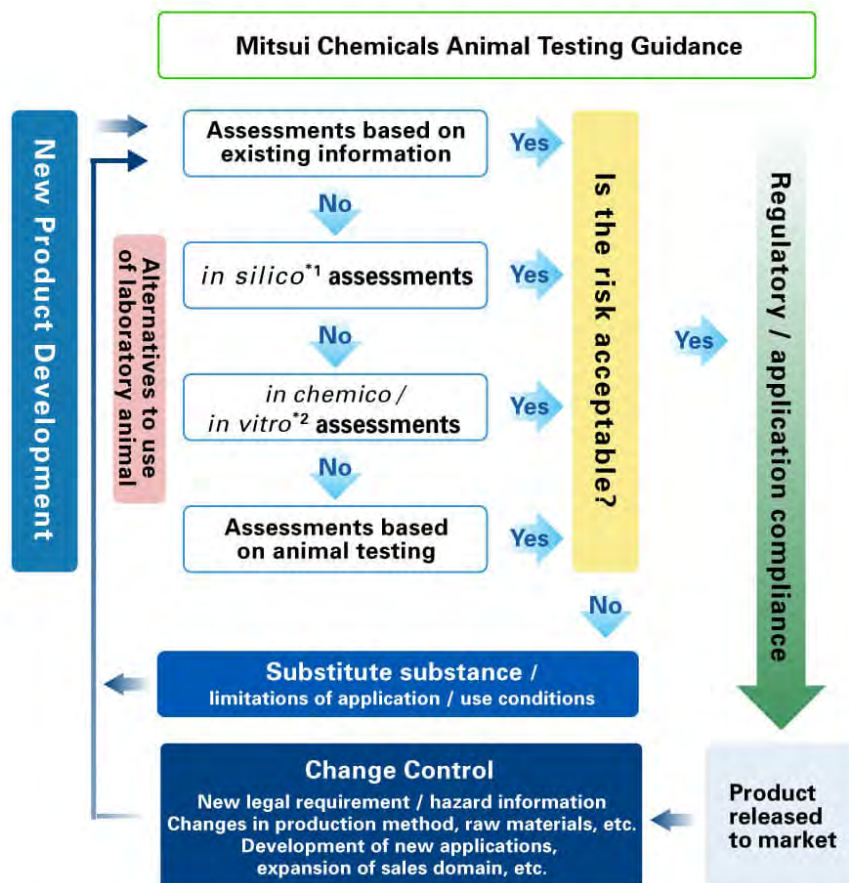 Mitsui Chemicals Animal Testing Guidance
New Product Development
Assessments based on
existing information
Yes
No
Alternatives to use
of laboratory animal
in silico*1 assessments
Yes
No
in chemico /
in vitro*2 assessments
Yes
No
Assessments based
on animal testing
Yes
Is the risk acceptable?
Yes
Regulatory / application compliance
No
Substitute substance /
limitations of application / use conditions
Change Control
New legal requirement / hazard information
Changes in production method, raw materials, etc.
Development of new applications,
expansion of sales domain, etc.
Product
released
to market